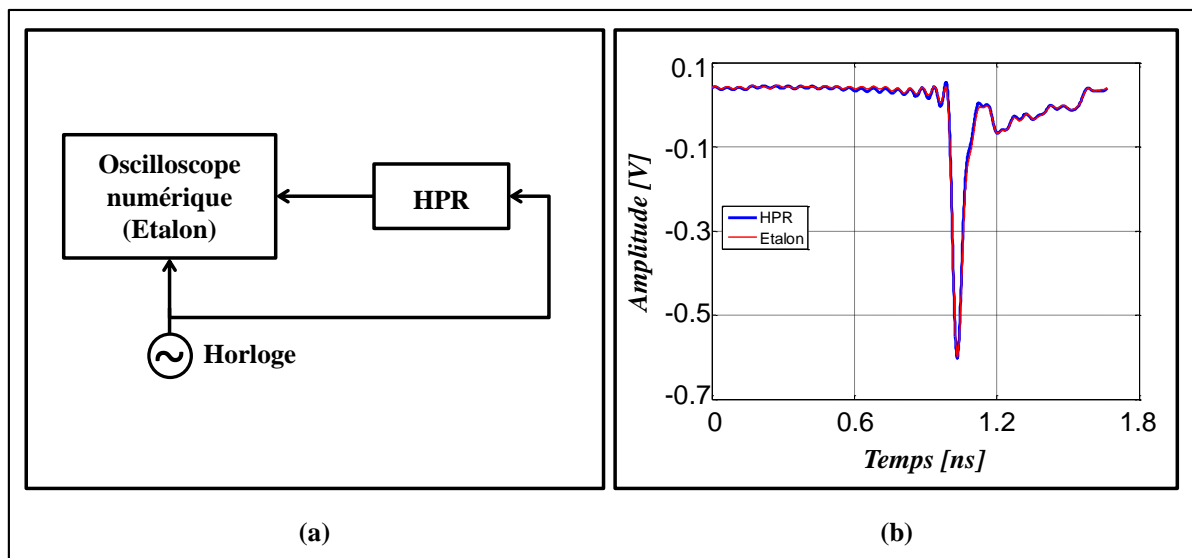 Oscilloscope
numérique
(Etalon)
HPR
Horloge
(a)
0.1
-0.1
-0.3
-0.5
-0.7
Amplitude [V]
HPR
Etalon
0 0.6 1.2 1.8
Temps [ns]
(b)